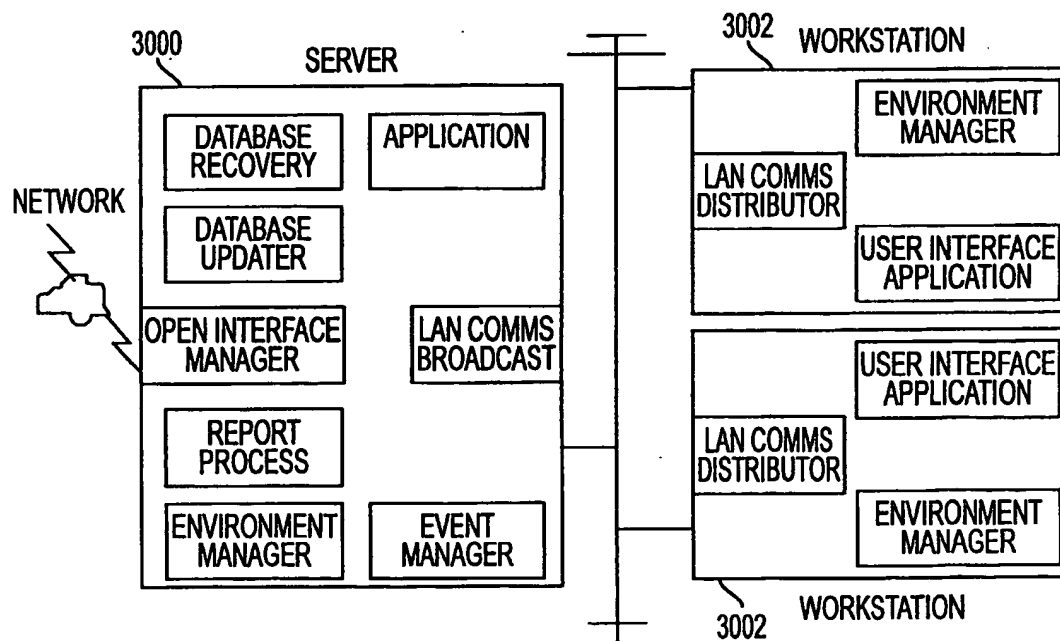 3000
SERVER
DATABASE
RECOVERY
APPLICATION
NETWORK
DATABASE
UPDATER
OPEN INTERFACE
MANAGER
LAN COMMS
BROADCAST
REPORT
PROCESS
ENVIRONMENT
MANAGER
EVENT
MANAGER
3002
WORKSTATION
ENVIRONMENT
MANAGER
LAN COMMS
DISTRIBUTOR
USER INTERFACE
APPLICATION
USER INTERFACE
APPLICATION
LAN COMMS
DISTRIBUTOR
ENVIRONMENT
MANAGER
3002
WORKSTATION